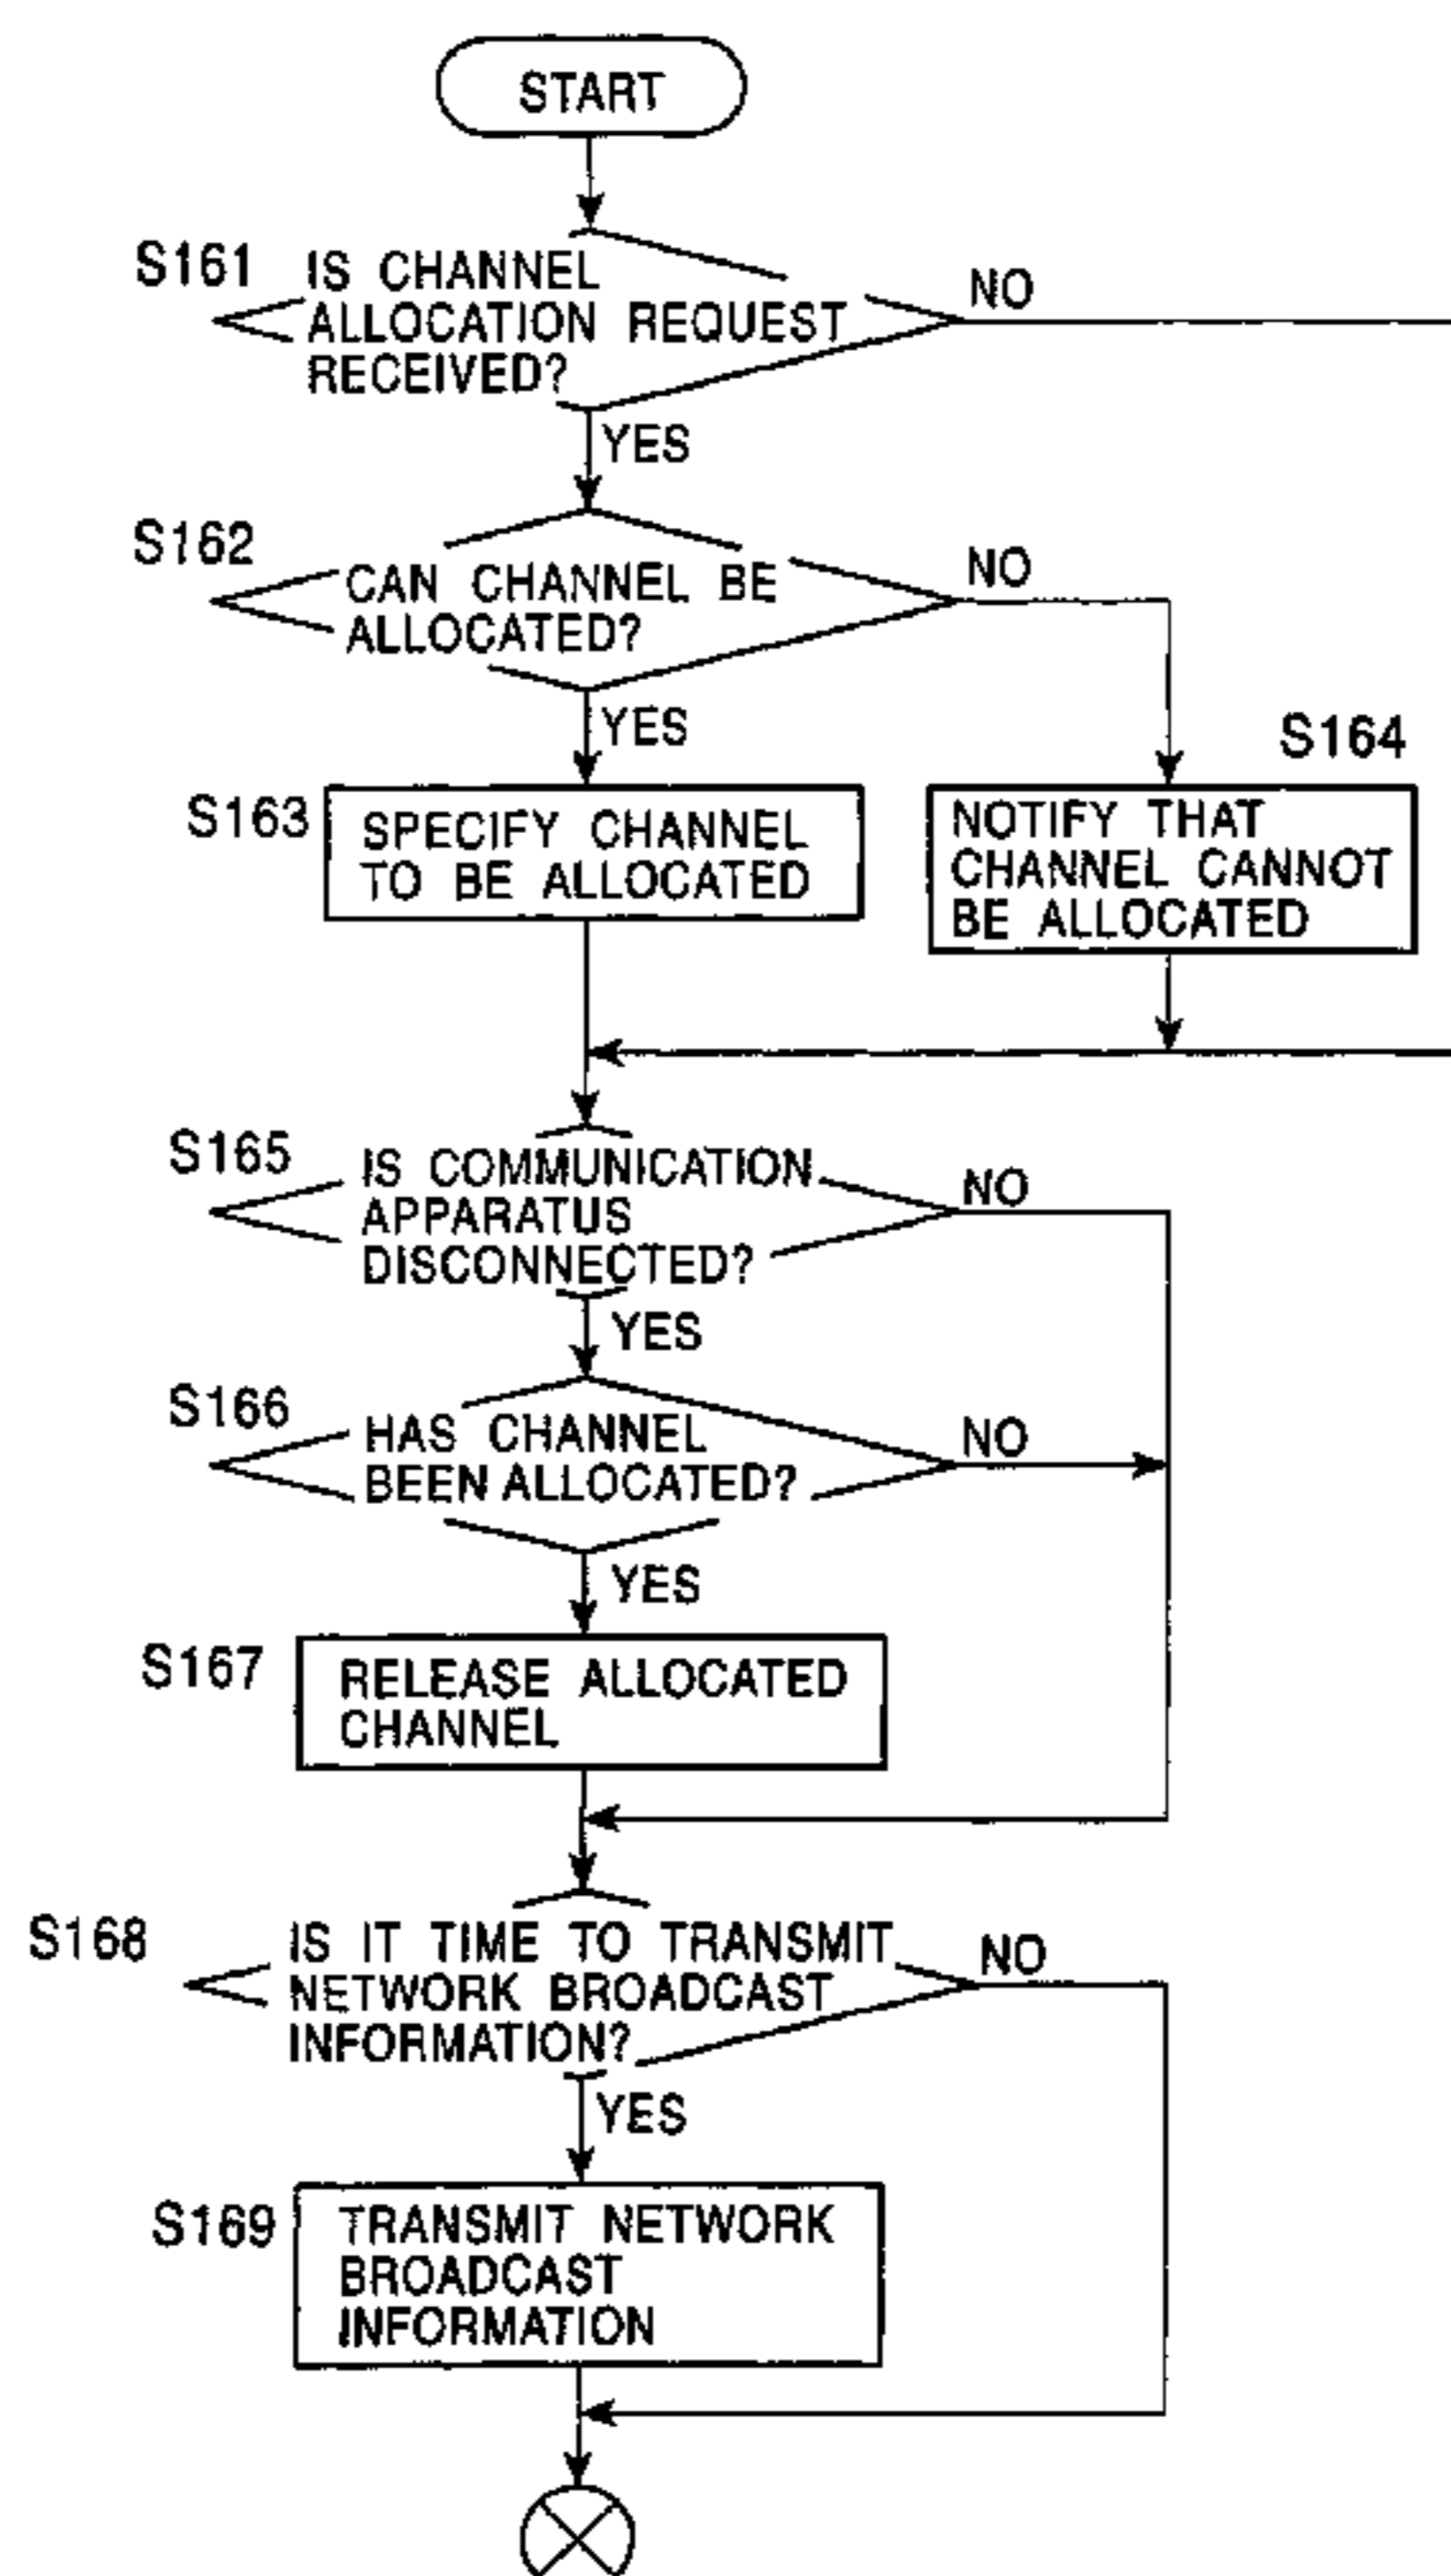 START
S161
IS CHANNEL
ALLOCATION REQUEST
RECEIVED?
NO
YES
S162
CAN CHANNEL BE
ALLOCATED?
NO
YES
S163
SPECIFY CHANNEL
TO BE ALLOCATED
S164
NOTIFY THAT
CHANNEL CANNOT
BE ALLOCATED
S165
IS COMMUNICATION
APPARATUS
DISCONNECTED?
NO
YES
S166
HAS CHANNEL
BEEN ALLOCATED?
NO
YES
S167
RELEASE ALLOCATED
CHANNEL
S168
IS IT TIME TO TRANSMIT
NETWORK BROADCAST
INFORMATION?
NO
YES
S169
TRANSMIT NETWORK
BROADCAST
INFORMATION